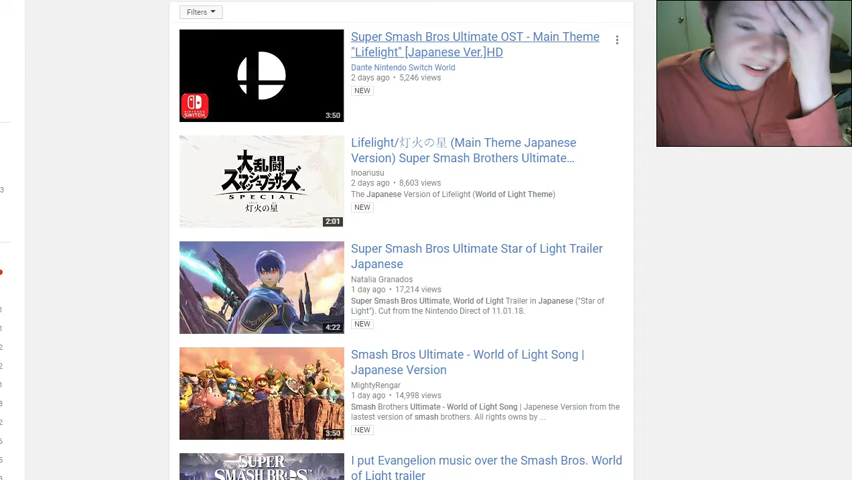 Filters
Super Smash Bros Ultimate OST - Main Theme
"Lifelight" [Japanese Ver.]HD
Dante Nintendo Switch World
2 days ago • 5,246 views
NEW
NINTENDO
SWITCH
3:50
Lifelight/灯火の星 (Main Theme Japanese
Version) Super Smash Brothers Ultimate…
Inoariusu
2 days ago • 8,603 views
The Japanese Version of Lifelight (World of Light Theme)
NEW
大乱闘
スマッシュブラザーズ
SPECIAL
灯火の星
2:01
Super Smash Bros Ultimate Star of Light Trailer
Japanese
Natalia Granados
1 day ago • 17,214 views
Super Smash Bros Ultimate, World of Light Trailer in Japanese ("Star of
Light"). Cut from the Nintendo Direct of 11.01.18.
NEW
4:22
Smash Bros Ultimate - World of Light Song |
Japanese Version
MightyRengar
1 day ago • 14,998 views
Smash Brothers Ultimate - World of Light Song | Japenese Version from the
lastest version of smash brothers. All rights owns by ...
NEW
3:50
I put Evangelion music over the Smash Bros. World
of Light trailer
SUPER
SMASH BROS